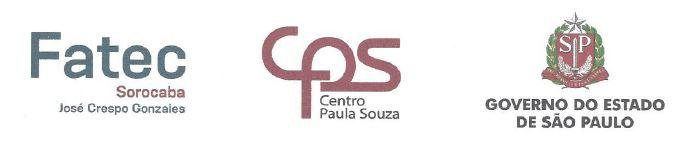 Fatec
Sorocaba
José Crespo Gonzales
cps
Centro
Paula Souza
SP
GOVERNO DO ESTADO
DE SÃO PAULO